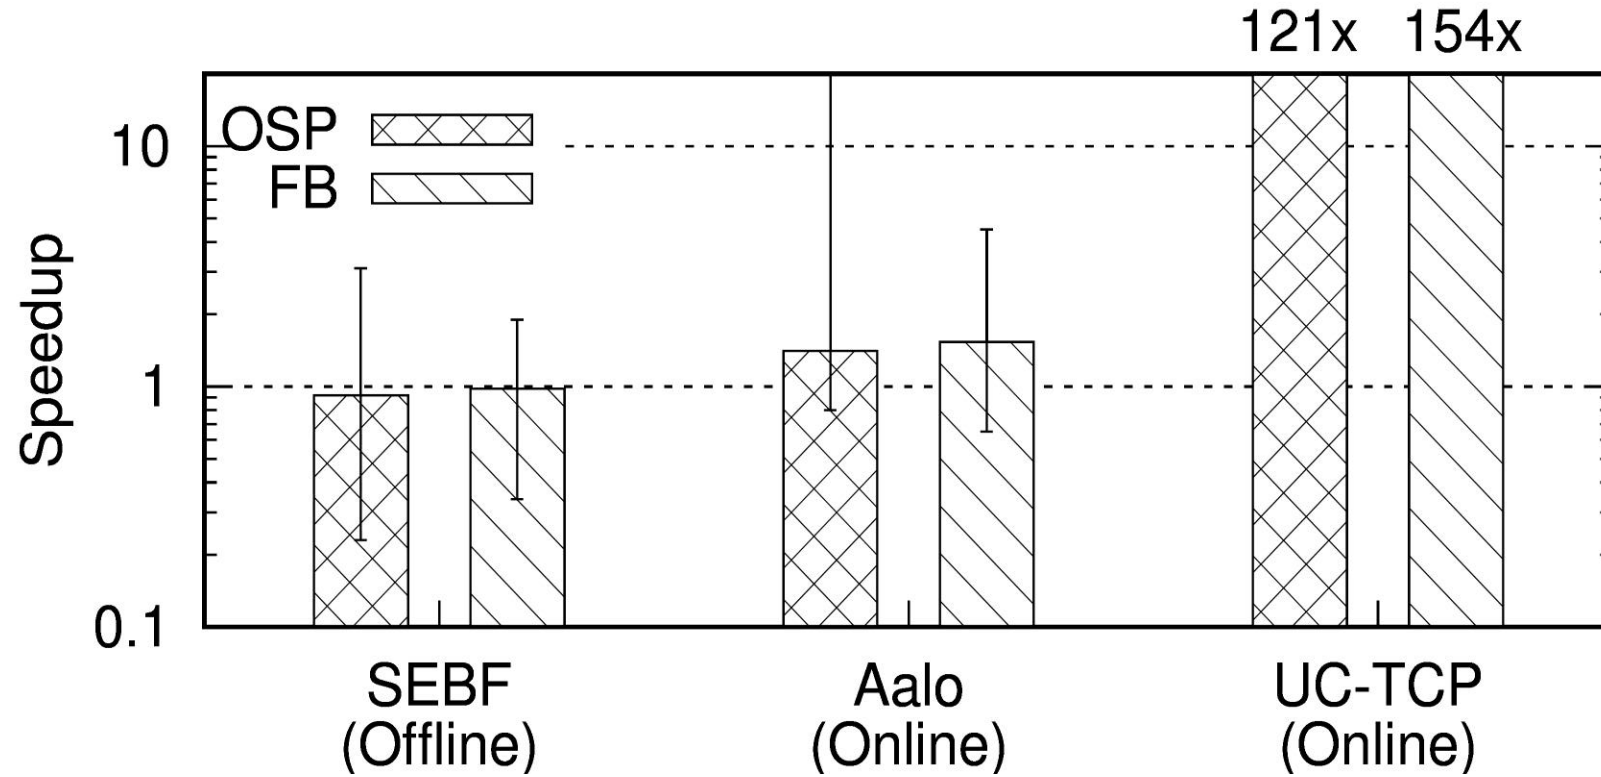 121x 154x
OSP
FB
10
1
0.1
Speedup
SEBF
(Offline)
Aalo
(Online)
UC-TCP
(Online)